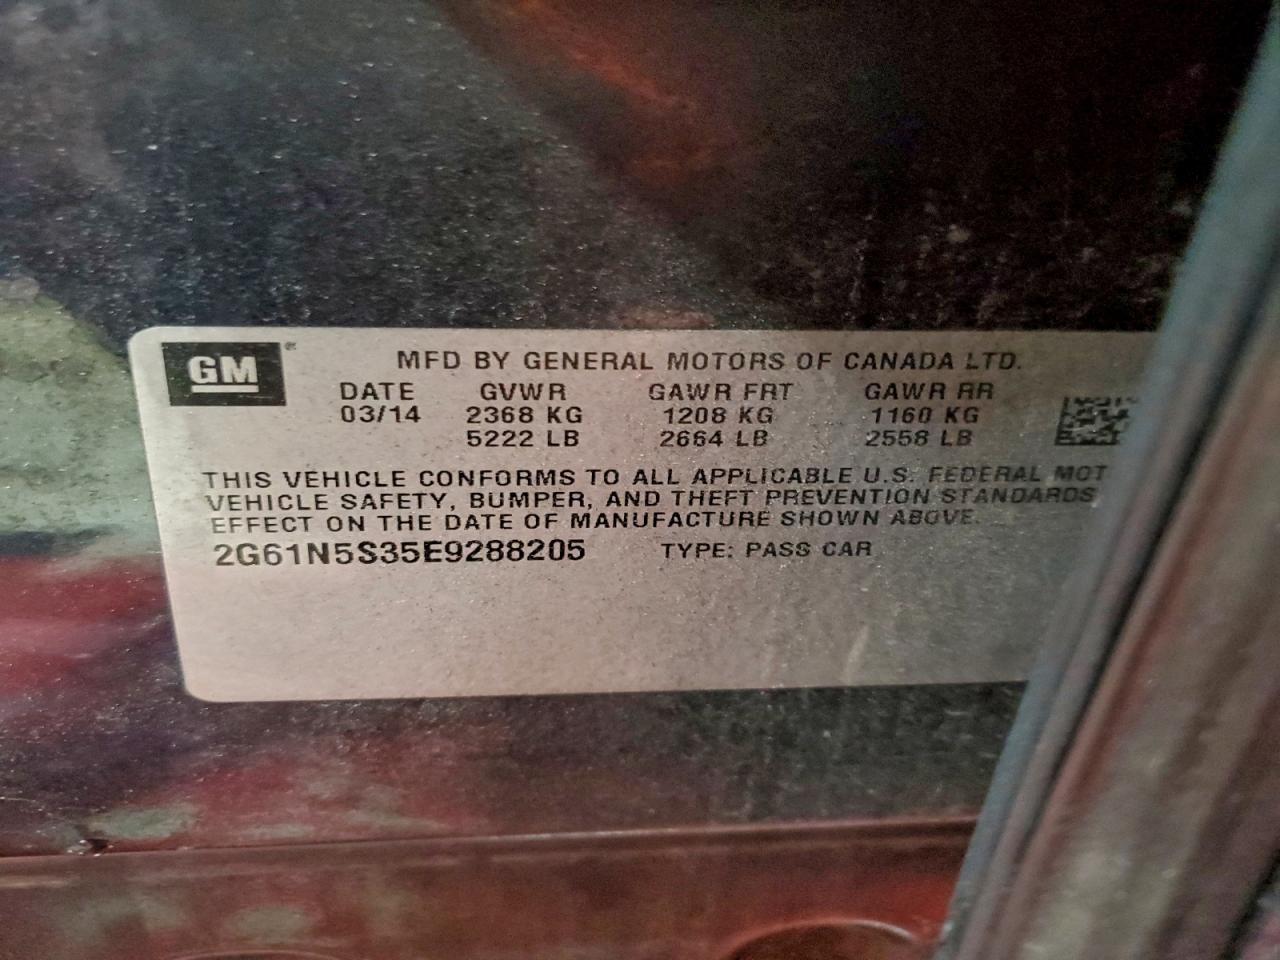 GM
MFD BY GENERAL MOTORS OF CANADA LTD.
DATE GVWR GAWR FRT GAWR RR
03/14 2368 KG 1208 KG 1160 KG
5222 LB 2664 LB 2558 LB
THIS VEHICLE CONFORMS TO ALL APPLICABLE U.S. FEDERAL MOT
VEHICLE SAFETY, BUMPER, AND THEFT PREVENTION STANDARDS
EFFECT ON THE DATE OF MANUFACTURE SHOWN ABOVE.
2G61N5S35E9288205 TYPE: PASS CAR